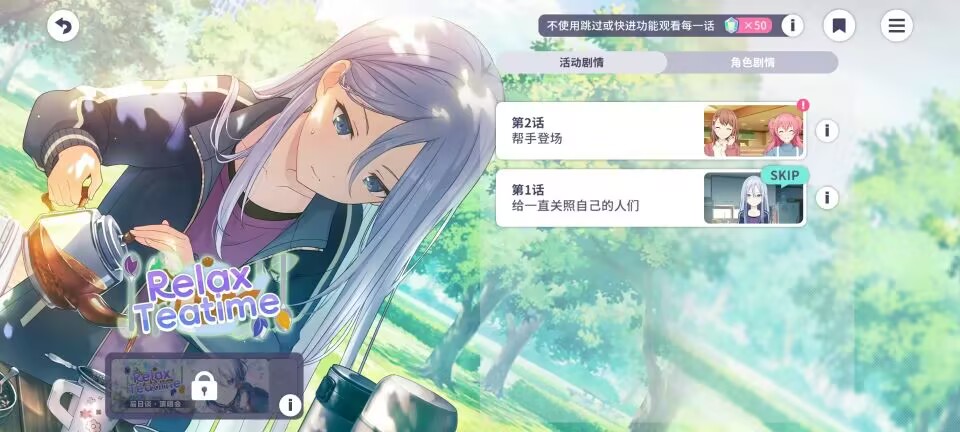 不使用跳过或快进功能观看每一话
×50
活动剧情
角色剧情
第2话
帮手登场
SKIP
第1话
给一直关照自己的人们
Relax
Teatime
Relax
Teatime